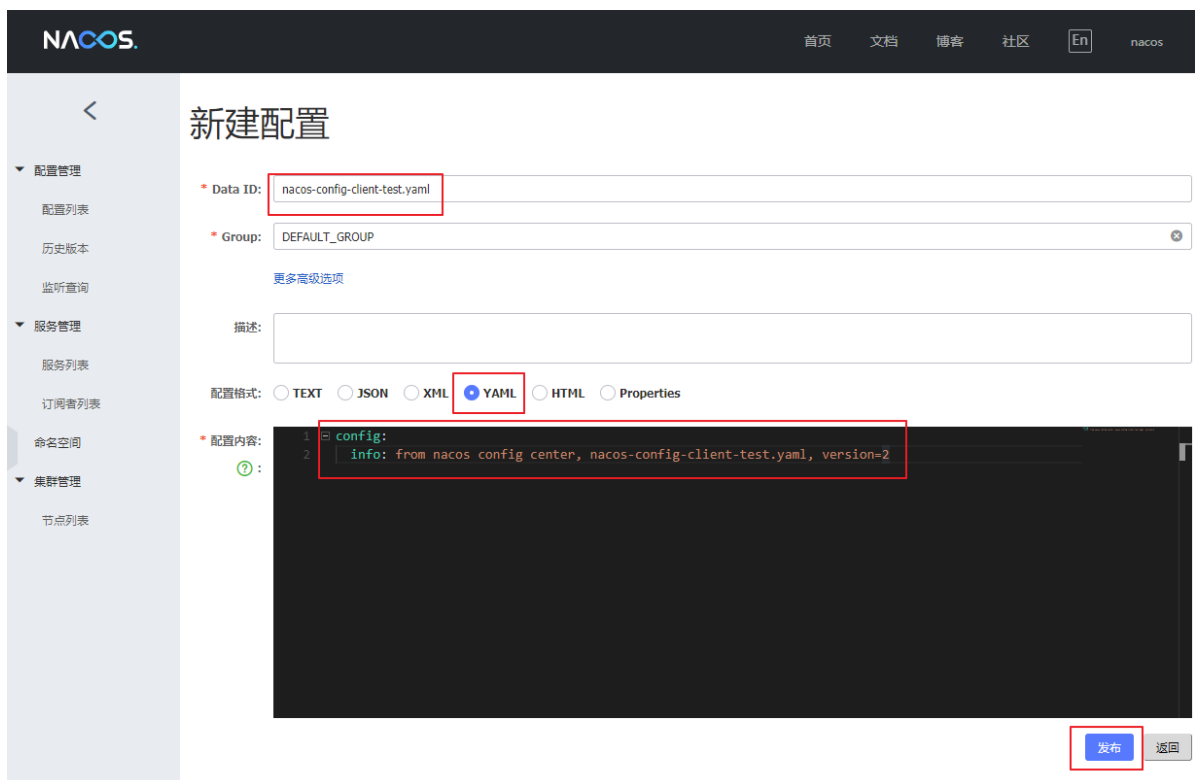 NACOS.
首页 文档 博客 社区 En nacos
新建配置
配置管理
配置列表
历史版本
监听查询
服务管理
服务列表
订阅者列表
命名空间
集群管理
节点列表
* Data ID: nacos-config-client-test.yaml
* Group: DEFAULT_GROUP
更多高级选项
描述:
配置格式: TEXT JSON XML YAML HTML Properties
* 配置内容:
? :
1 config:
2 info: from nacos config center, nacos-config-client-test.yaml, version=2
发布 返回